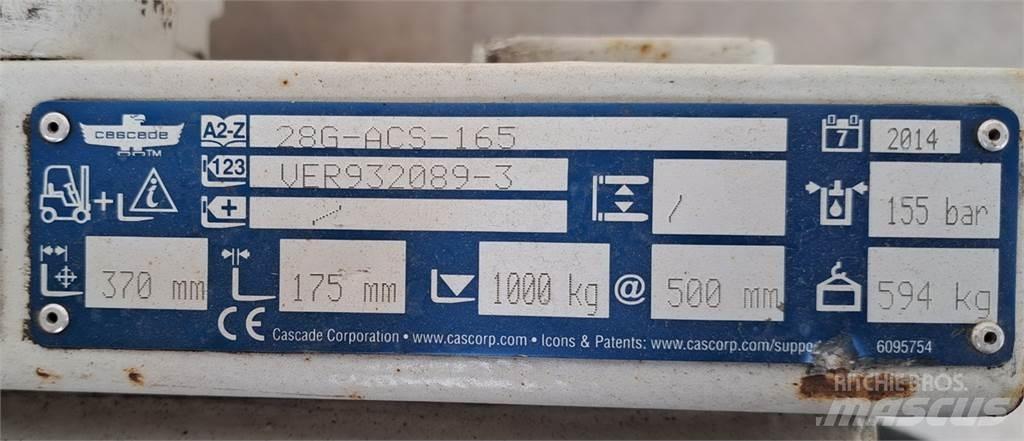 cascade
TM
A2-Z 28G-ACS-165
7 2014
123 VER932089-3
/ 155 bar
370 mm 175 mm 1000 kg @ 500 mm 594 kg
CE Cascade Corporation • www.cascorp.com • Icons & Patents: www.cascorp.com/suppo 6095754
RITCHIE BROS.
MASCUS